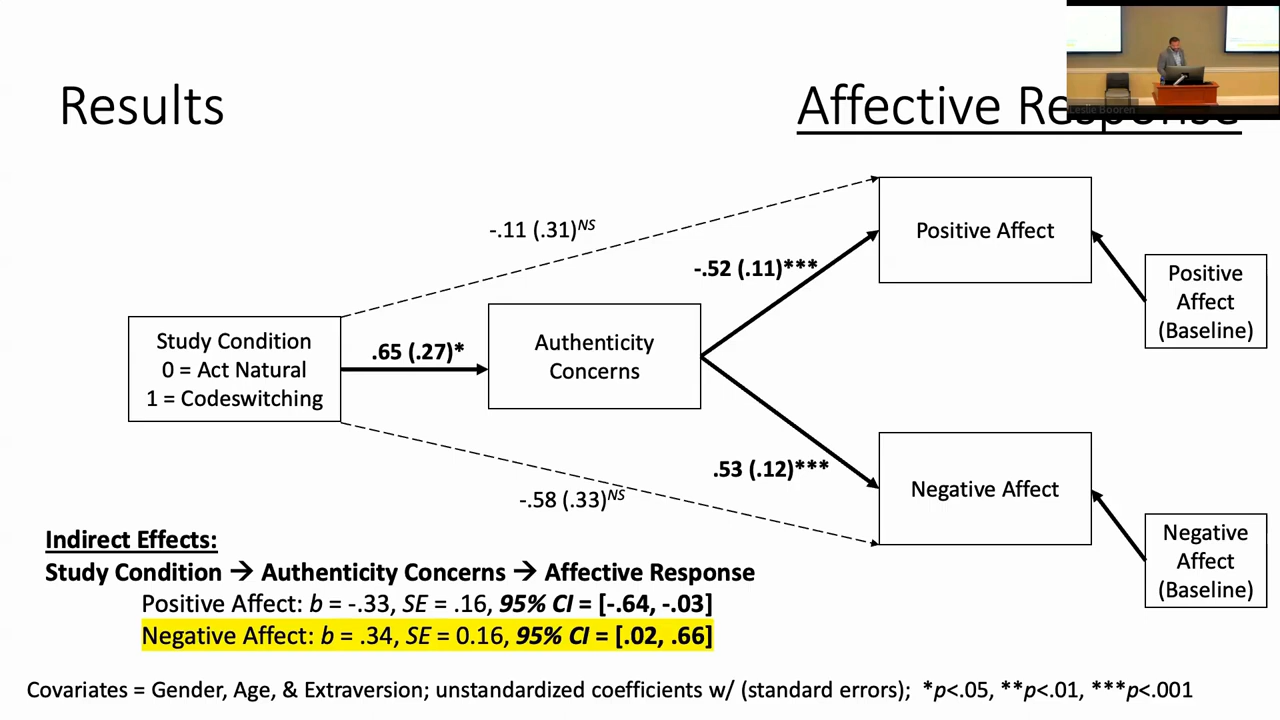 Results
Affective Response
-.11 (.31)NS
Positive Affect
-.52 (.11)***
Positive
Affect
(Baseline)
Study Condition
0 = Act Natural
1 = Codeswitching
.65 (.27)*
Authenticity
Concerns
.53 (.12)***
-.58 (.33)NS
Negative Affect
Negative
Affect
(Baseline)
Indirect Effects:
Study Condition → Authenticity Concerns → Affective Response
Positive Affect: b = -.33, SE = .16, 95% CI = [-.64, -.03]
Negative Affect: b = .34, SE = 0.16, 95% CI = [.02, .66]
Covariates = Gender, Age, & Extraversion; unstandardized coefficients w/ (standard errors); *p<.05, **p<.01, ***p<.001